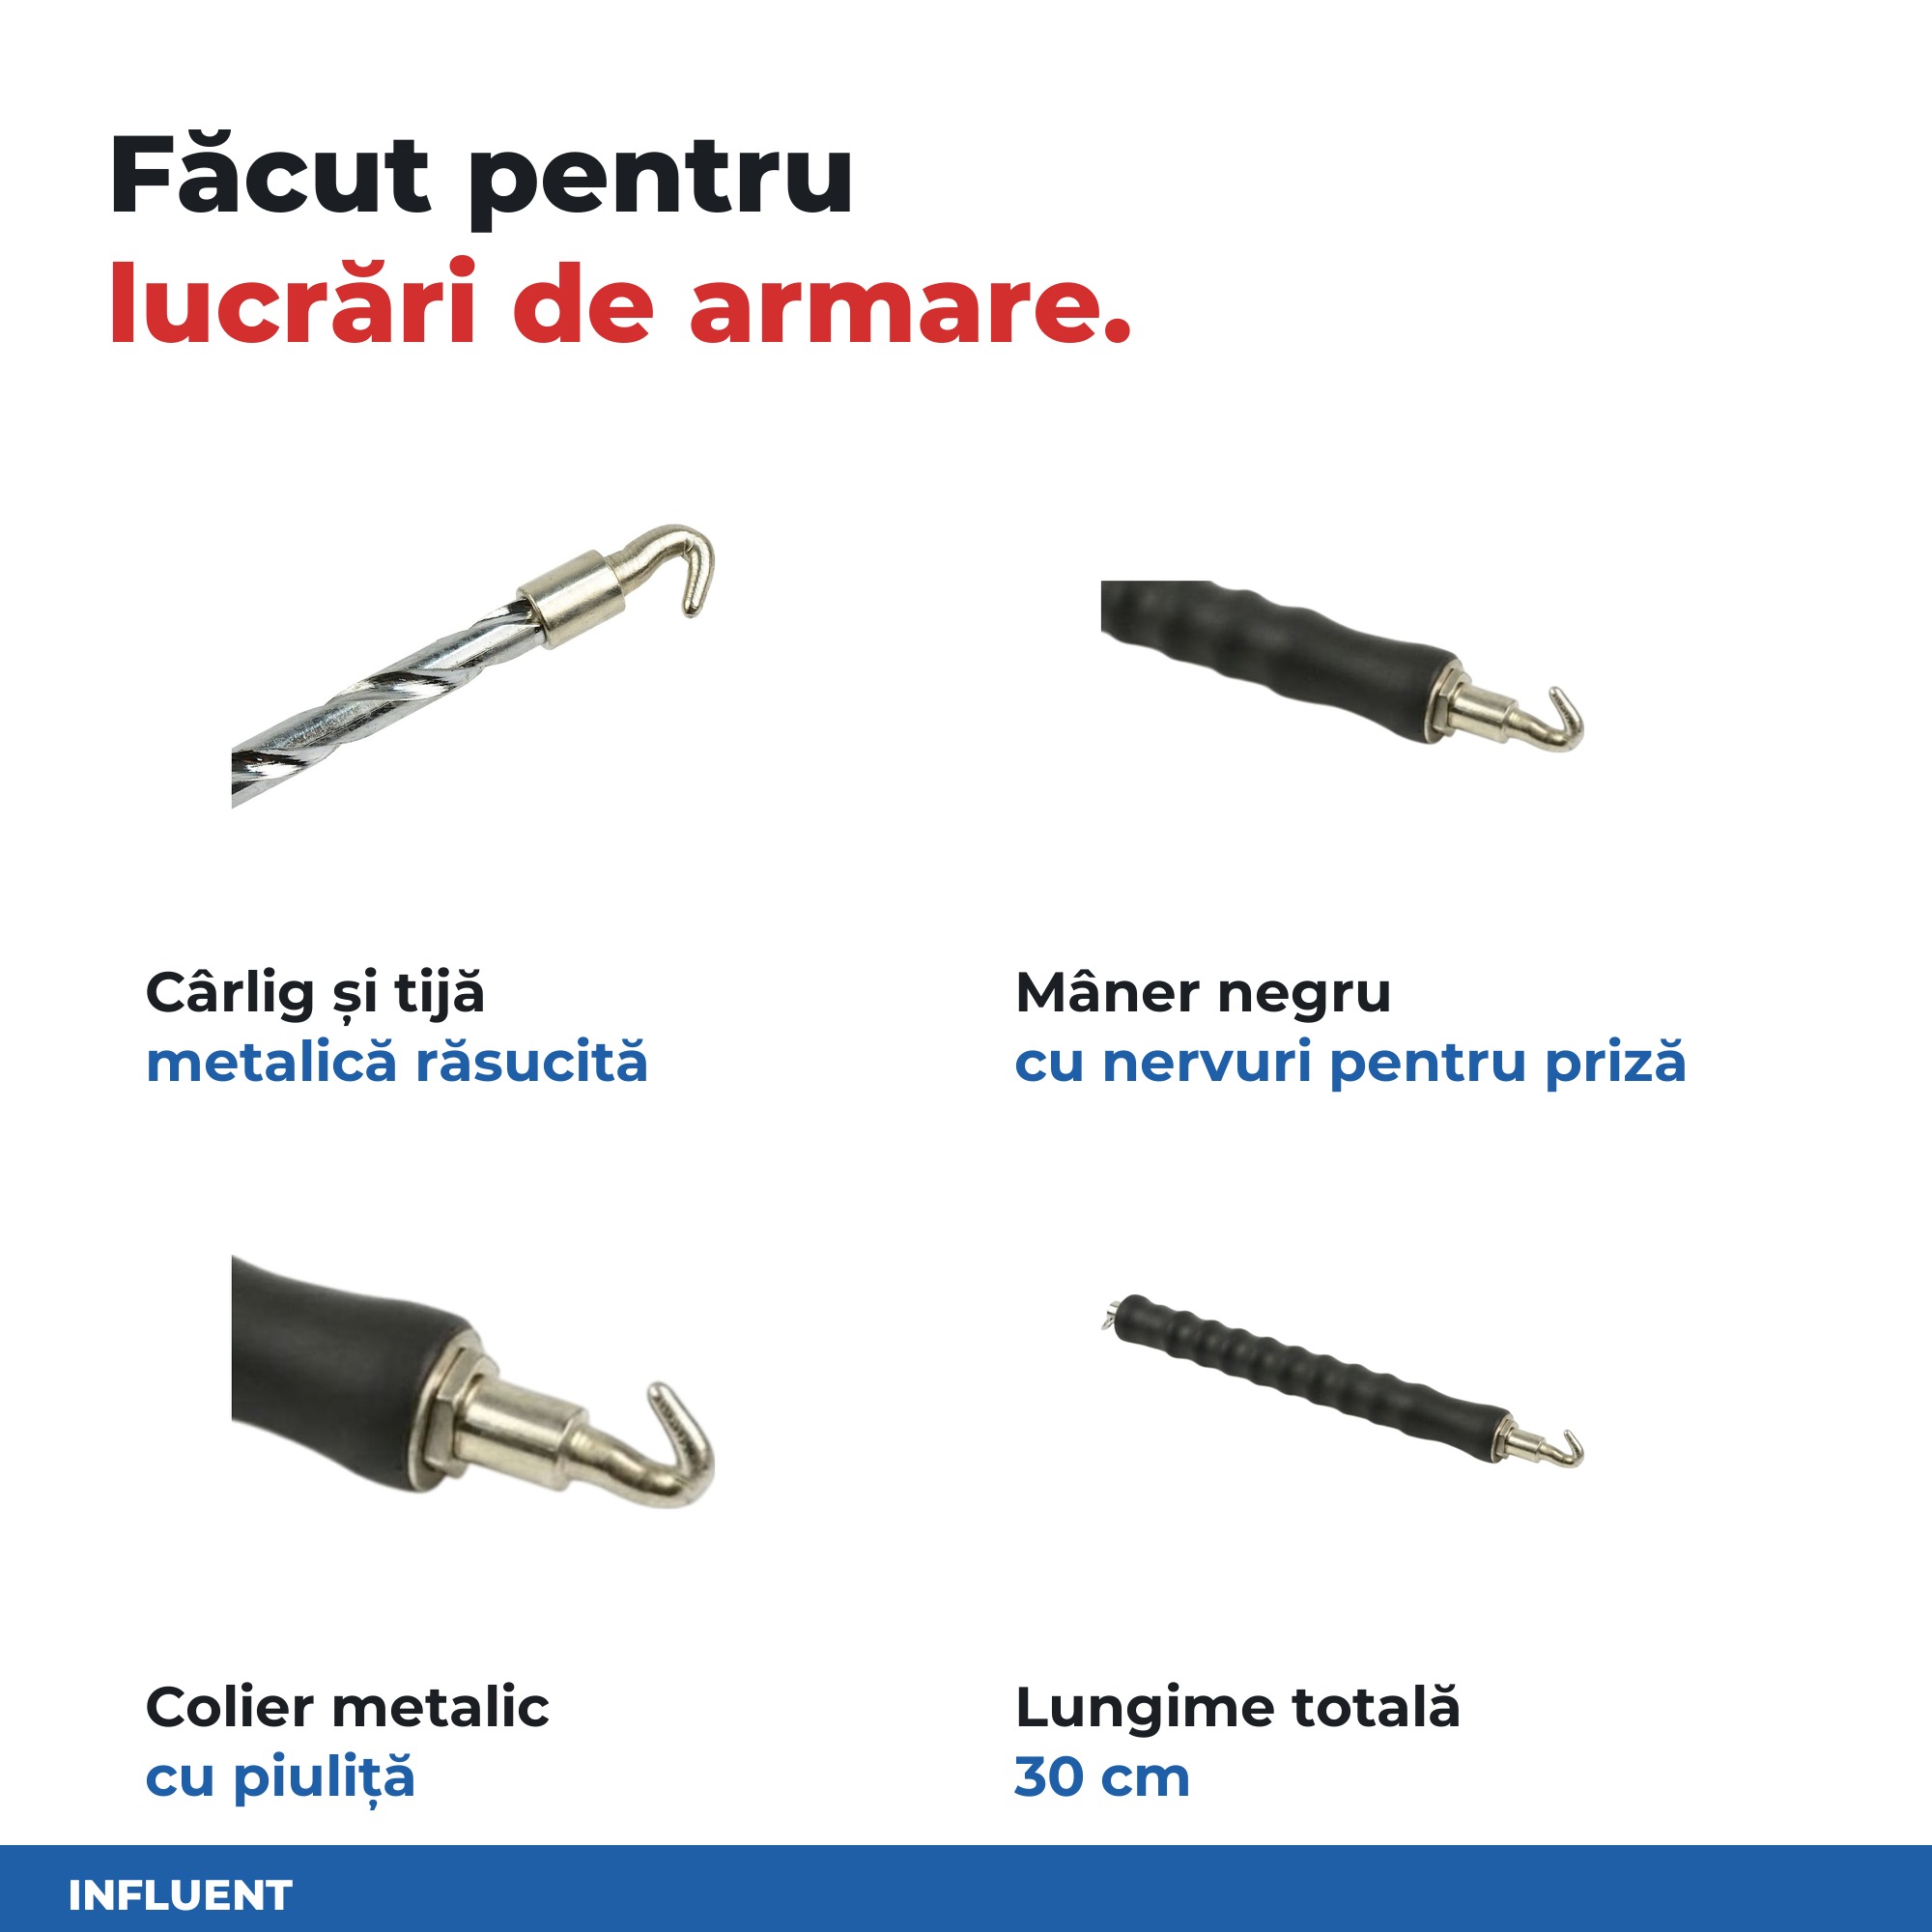 Făcut pentru
lucrări de armare.
Cârlig și tijă
metalică răsucită
Mâner negru
cu nervuri pentru priză
Colier metalic
cu piuliță
Lungime totală
30 cm
INFLUENT